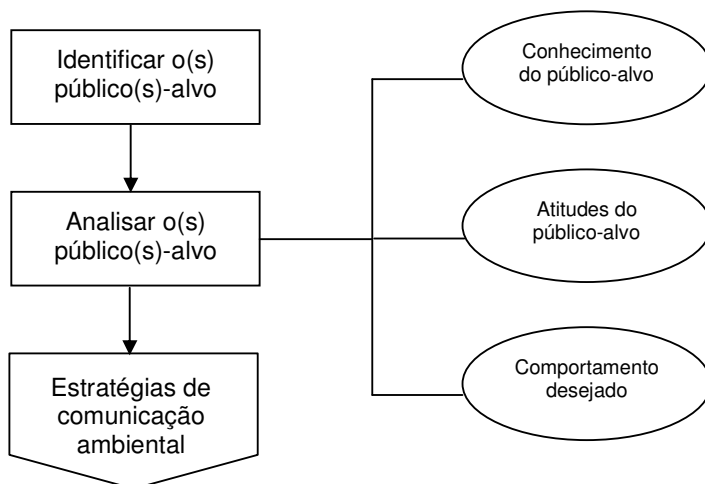 Identificar o(s)
público(s)-alvo
Conhecimento
do público-alvo
Analisar o(s)
público(s)-alvo
Atitudes do
público-alvo
Estratégias de
comunicação
ambiental
Comportamento
desejado